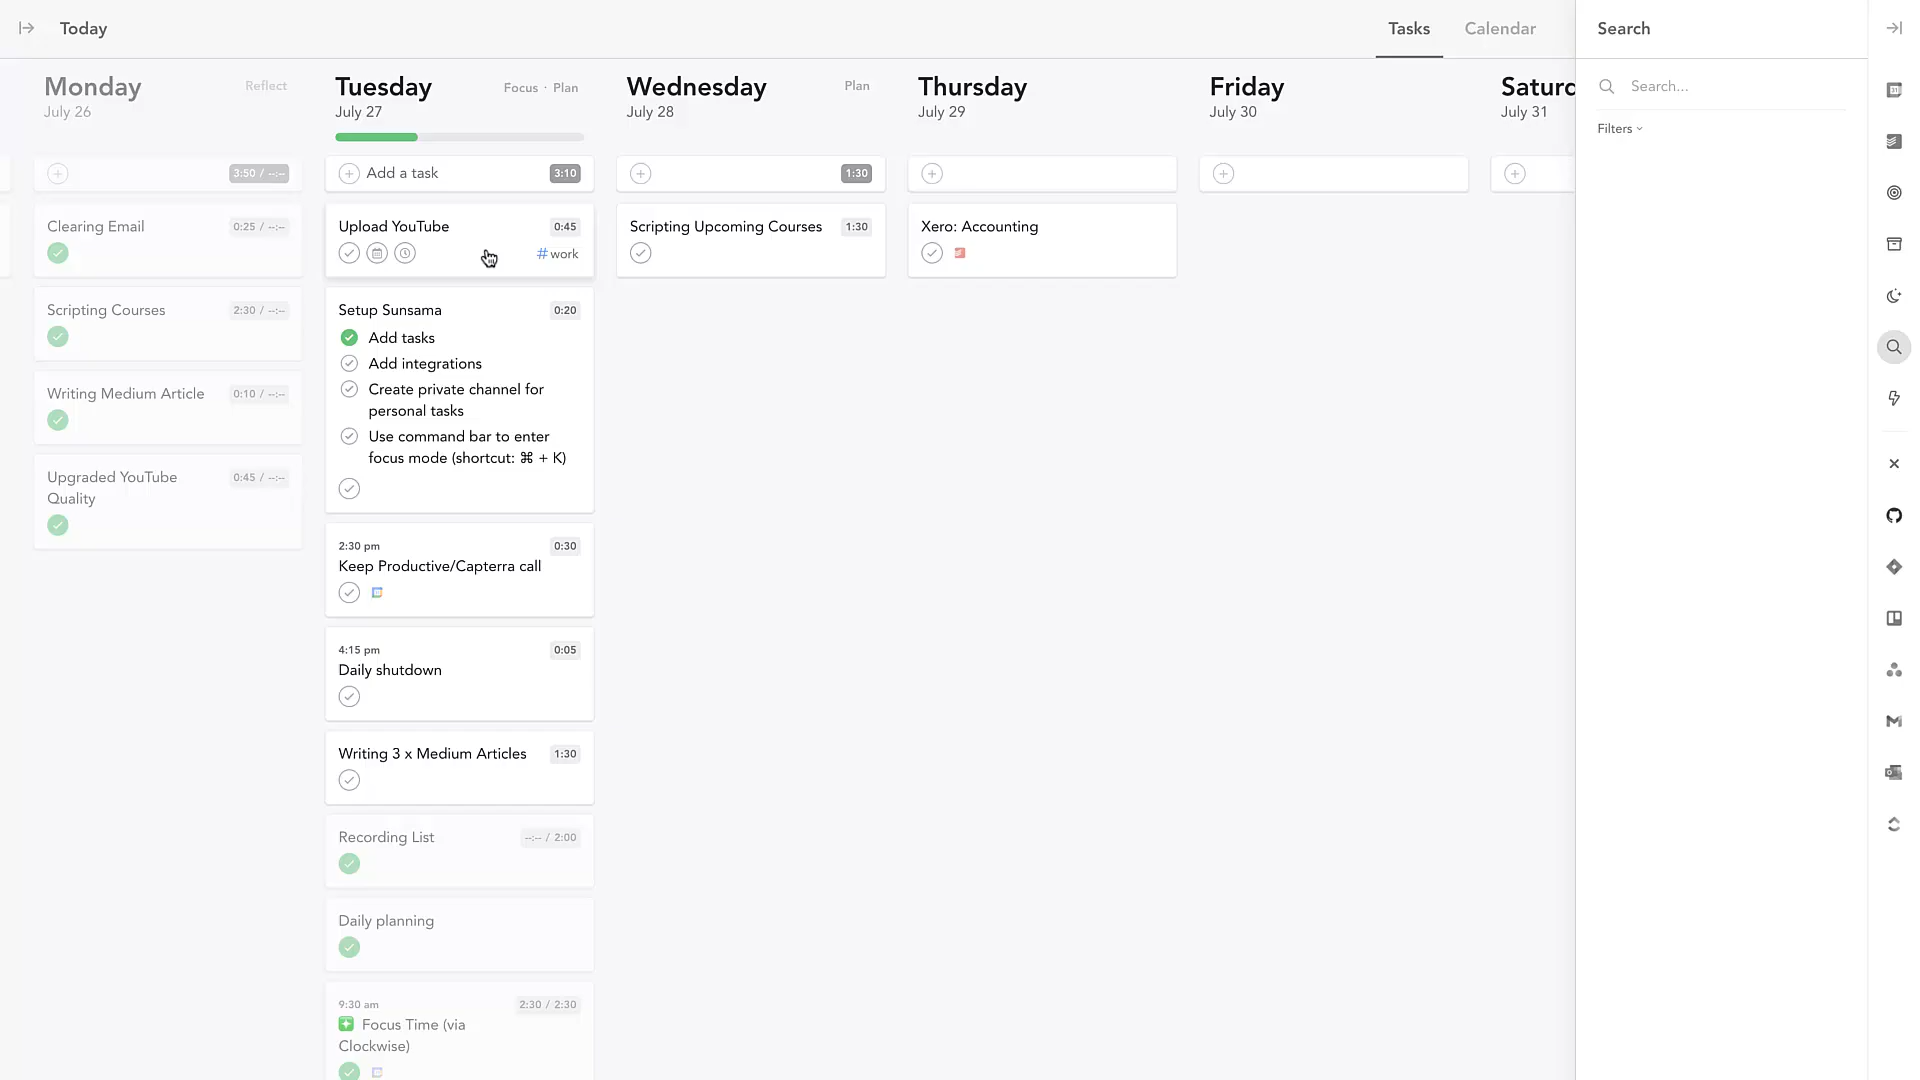 Today
Tasks
Calendar
Search
Monday
Reflect
July 26
3:50 / --:--
Clearing Email
0:25 / --:--
Scripting Courses
2:30 / --:--
Writing Medium Article
0:10 / --:--
Upgraded YouTube
Quality
0:45 / --:--
Tuesday
Focus · Plan
July 27
Add a task
3:10
Upload YouTube
0:45
#work
Setup Sunsama
0:20
Add tasks
Add integrations
Create private channel for
personal tasks
Use command bar to enter
focus mode (shortcut: ⌘ + K)
2:30 pm
0:30
Keep Productive/Capterra call
4:15 pm
0:05
Daily shutdown
Writing 3 x Medium Articles
1:30
Recording List
--:-- / 2:00
Daily planning
9:30 am
2:30 / 2:30
Focus Time (via
Clockwise)
Wednesday
Plan
July 28
1:30
Scripting Upcoming Courses
1:30
Thursday
July 29
Xero: Accounting
Friday
July 30
Saturd
July 31
Search...
Filters
31